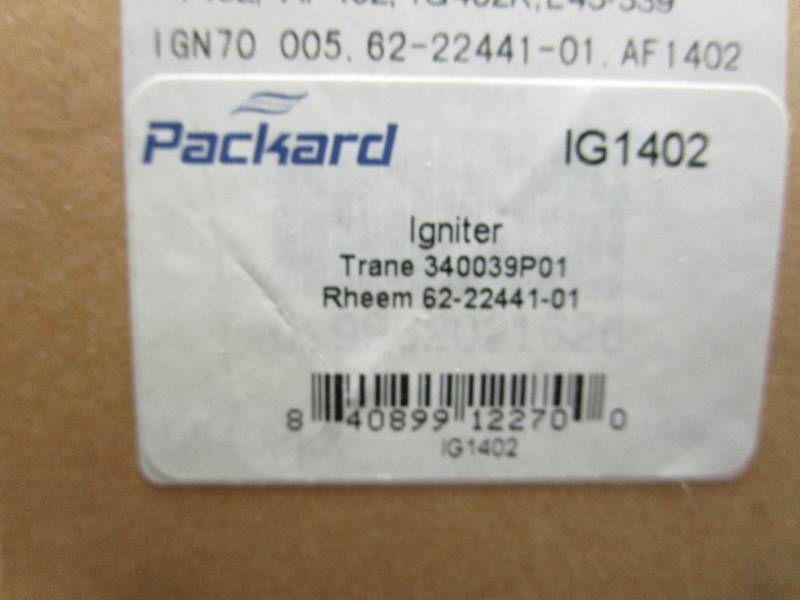 IGN70 005. 62-22441-01. AF1402
Packard
IG1402
Igniter
Trane 340039P01
Rheem 62-22441-01
8 40899 12270 0
IG1402